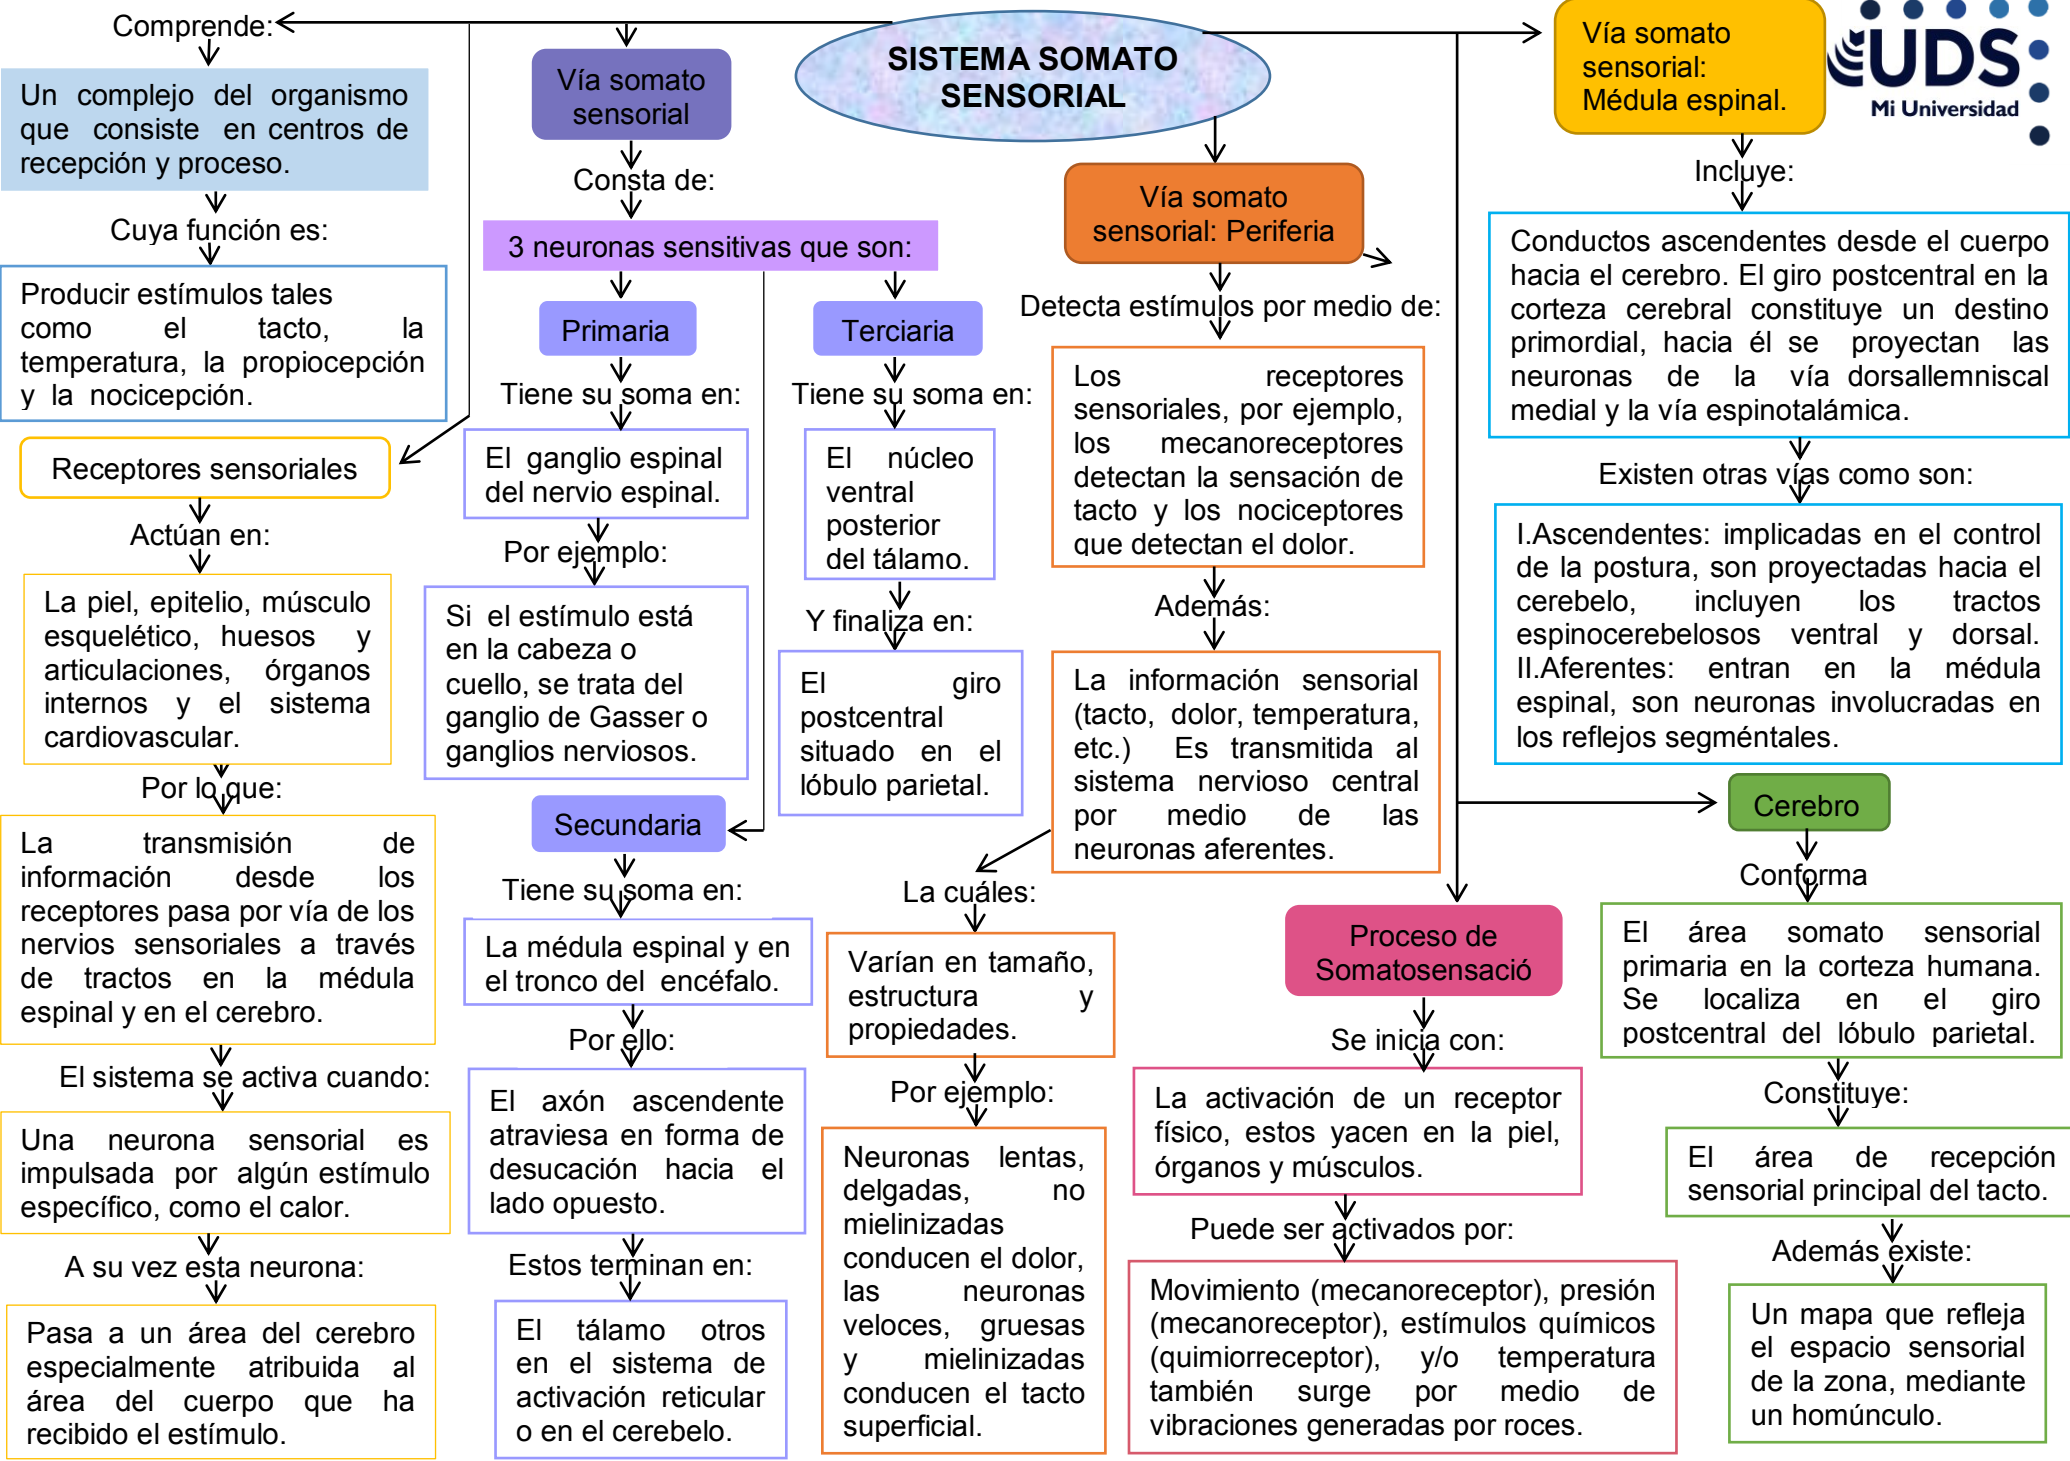 SISTEMA SOMATO
SENSORIAL
UDS
Mi Universidad
Comprende:
Un complejo del organismo
que consiste en centros de
recepción y proceso.
Cuya función es:
Producir estímulos tales
como el tacto, la
temperatura, la propiocepción
y la nocicepción.
Receptores sensoriales
Actúan en:
La piel, epitelio, músculo
esquelético, huesos y
articulaciones, órganos
internos y el sistema
cardiovascular.
Por lo que:
La transmisión de
información desde los
receptores pasa por vía de los
nervios sensoriales a través
de tractos en la médula
espinal y en el cerebro.
El sistema se activa cuando:
Una neurona sensorial es
impulsada por algún estímulo
específico, como el calor.
A su vez esta neurona:
Pasa a un área del cerebro
especialmente atribuida al
área del cuerpo que ha
recibido el estímulo.
Vía somato
sensorial
Consta de:
3 neuronas sensitivas que son:
Primaria
Tiene su soma en:
El ganglio espinal
del nervio espinal.
Por ejemplo:
Si el estímulo está
en la cabeza o
cuello, se trata del
ganglio de Gasser o
ganglios nerviosos.
Secundaria
Tiene su soma en:
La médula espinal y en
el tronco del encéfalo.
Por ello:
El axón ascendente
atraviesa en forma de
desucación hacia el
lado opuesto.
Estos terminan en:
El tálamo otros
en el sistema de
activación reticular
o en el cerebelo.
Terciaria
Tiene su soma en:
El núcleo
ventral
posterior
del tálamo.
Y finaliza en:
El giro
postcentral
situado en el
lóbulo parietal.
Vía somato
sensorial: Periferia
Detecta estímulos por medio de:
Los receptores
sensoriales, por ejemplo,
los mecanoreceptores
detectan la sensación de
tacto y los nociceptores
que detectan el dolor.
Además:
La información sensorial
(tacto, dolor, temperatura,
etc.) Es transmitida al
sistema nervioso central
por medio de las
neuronas aferentes.
La cuáles:
Varían en tamaño,
estructura y
propiedades.
Por ejemplo:
Neuronas lentas,
delgadas, no
mielinizadas
conducen el dolor,
las neuronas
veloces, gruesas
y mielinizadas
conducen el tacto
superficial.
Proceso de
Somatosensació
Se inicia con:
La activación de un receptor
físico, estos yacen en la piel,
órganos y músculos.
Puede ser activados por:
Movimiento (mecanoreceptor), presión
(mecanoreceptor), estímulos químicos
(quimiorreceptor), y/o temperatura
también surge por medio de
vibraciones generadas por roces.
Vía somato
sensorial:
Médula espinal.
Incluye:
Conductos ascendentes desde el cuerpo
hacia el cerebro. El giro postcentral en la
corteza cerebral constituye un destino
primordial, hacia él se proyectan las
neuronas de la vía dorsallemniscal
medial y la vía espinotalámica.
Existen otras vías como son:
I.Ascendentes: implicadas en el control
de la postura, son proyectadas hacia el
cerebelo, incluyen los tractos
espinocerebelosos ventral y dorsal.
II.Aferentes: entran en la médula
espinal, son neuronas involucradas en
los reflejos segméntales.
Cerebro
Conforma
El área somato sensorial
primaria en la corteza humana.
Se localiza en el giro
postcentral del lóbulo parietal.
Constituye:
El área de recepción
sensorial principal del tacto.
Además existe:
Un mapa que refleja
el espacio sensorial
de la zona, mediante
un homúnculo.